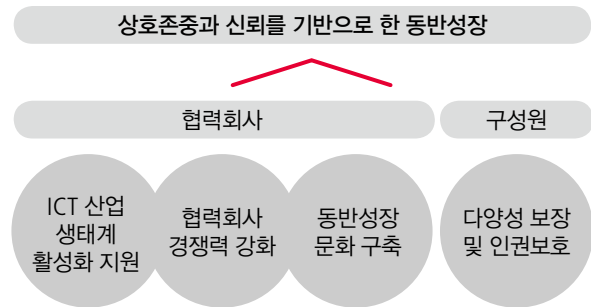 상호존중과 신뢰를 기반으로 한 동반성장
협력회사
구성원
ICT 산업
생태계
활성화 지원
협력회사
경쟁력 강화
동반성장
문화 구축
다양성 보장
및 인권보호